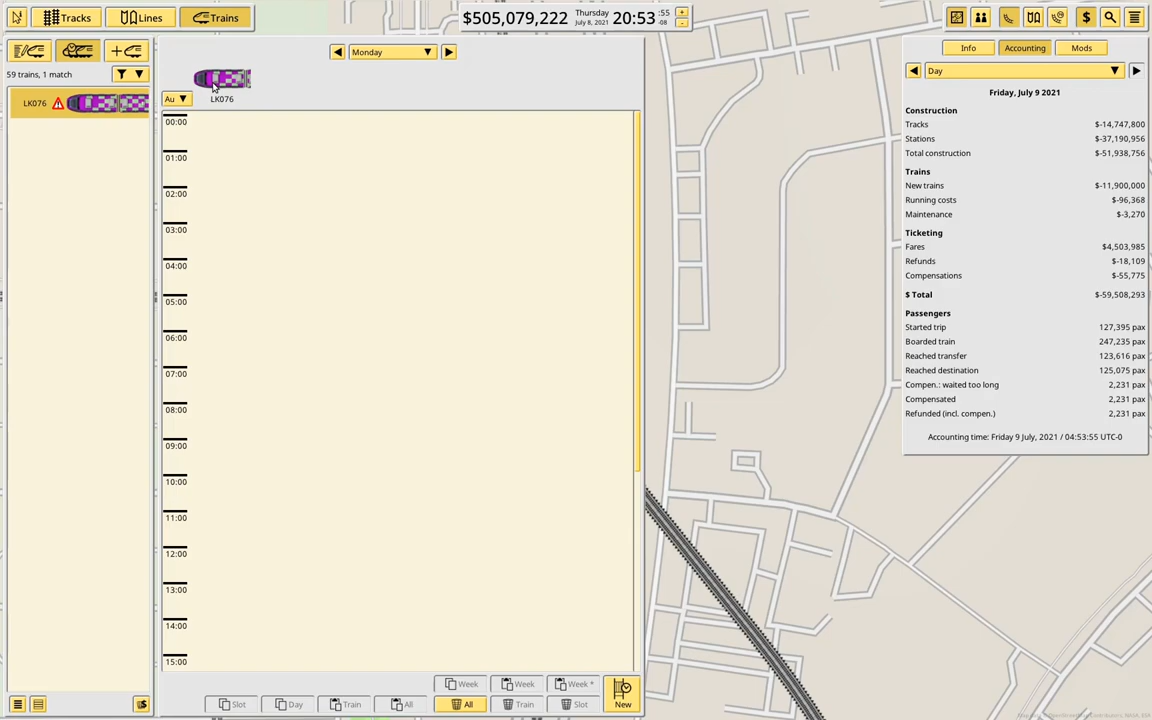 Tracks
Lines
Trains
$505,079,222
Thursday
July 8, 2021
20:53
:55
-08
+
-
$
59 trains, 1 match
LK076
Monday
Au
LK076
00:00
01:00
02:00
03:00
04:00
05:00
06:00
07:00
08:00
09:00
10:00
11:00
12:00
13:00
14:00
15:00
Week
Week
Week *
Slot
Day
Train
All
All
Train
Slot
New
Info
Accounting
Mods
Day
Friday, July 9 2021
Construction
Tracks $-14,747,800
Stations $-37,190,956
Total construction $-51,938,756
Trains
New trains $-11,900,000
Running costs $-96,368
Maintenance $-3,270
Ticketing
Fares $4,503,985
Refunds $-18,109
Compensations $-55,775
$ Total $-59,508,293
Passengers
Started trip 127,395 pax
Boarded train 247,235 pax
Reached transfer 123,616 pax
Reached destination 125,075 pax
Compen.: waited too long 2,231 pax
Compensated 2,231 pax
Refunded (incl. compen.) 2,231 pax
Accounting time: Friday 9 July, 2021 / 04:53:55 UTC-0